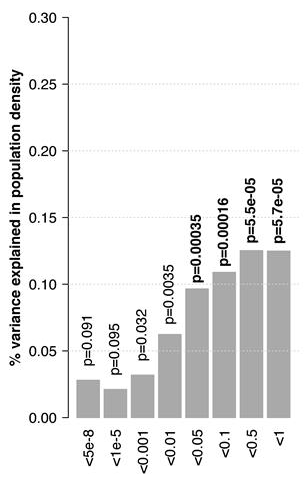 % variance explained in population density
0.30
0.25
0.20
0.15
0.10
0.05
0.00
p=0.091
p=0.095
p=0.032
p=0.0035
p=0.00035
p=0.00016
p=5.5e-05
p=5.7e-05
<5e-8
<1e-5
<0.001
<0.01
<0.05
<0.1
<0.5
<1